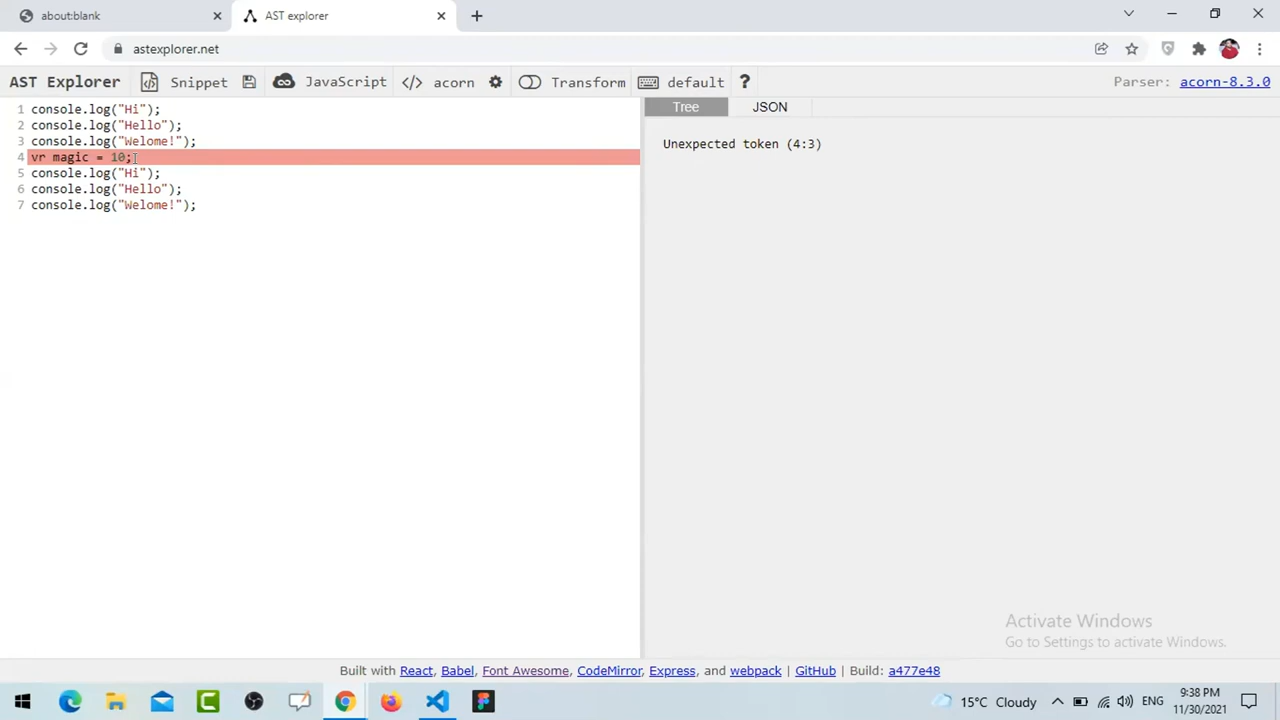 about:blank
AST explorer
astexplorer.net
AST Explorer Snippet JavaScript </> acorn Transform default ? Parser: acorn-8.3.0
Tree JSON
1 console.log("Hi");
2 console.log("Hello");
3 console.log("Welome!");
4 vr magic = 10;
5 console.log("Hi");
6 console.log("Hello");
7 console.log("Welome!");
Unexpected token (4:3)
Activate Windows
Go to Settings to activate Windows.
Built with React, Babel, Font Awesome, CodeMirror, Express, and webpack | GitHub | Build: a477e48
15°C Cloudy ENG 9:38 PM
11/30/2021